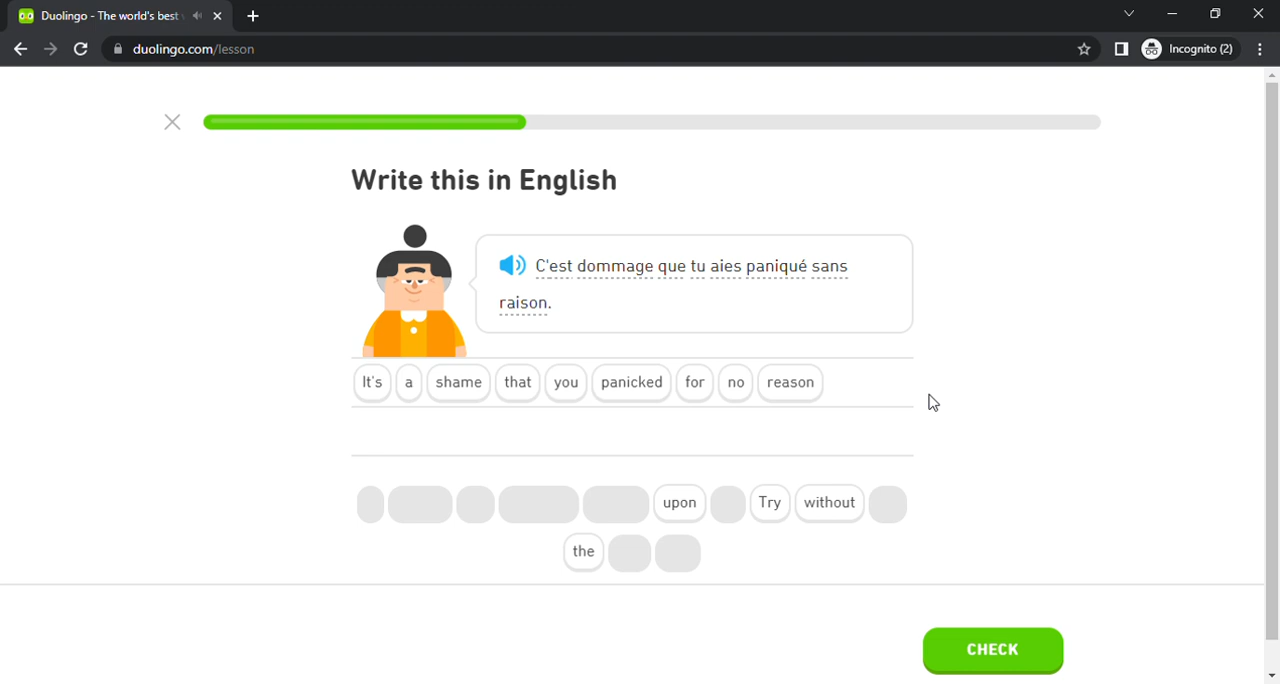 Duolingo - The world's best
duolingo.com/lesson
Incognito (2)
Write this in English
C'est dommage que tu aies paniqué sans
raison.
It's a shame that you panicked for no reason
upon Try without
the
CHECK